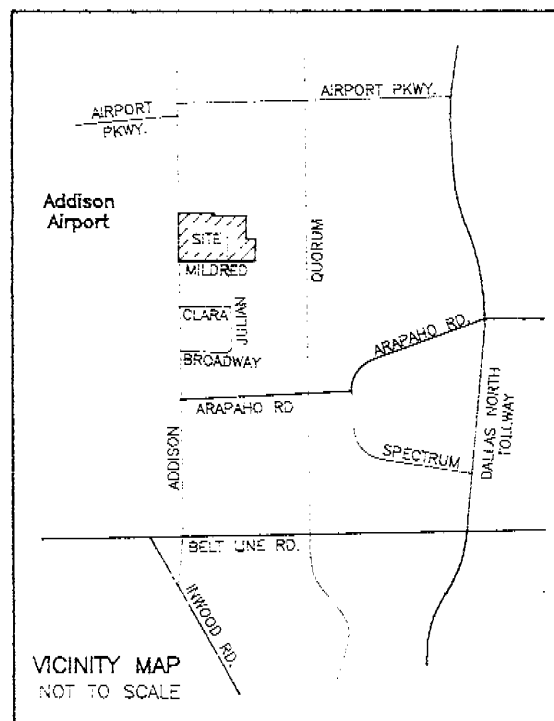 AIRPORT PKWY.
AIRPORT
PKWY.
Addison
Airport
SITE
MILDRED
QUORUM
CLARA
JULIAN
BROADWAY
ARAPAHO RD.
ARAPAHO RD
ADDISON
SPECTRUM
DALLAS NORTH
TOLLWAY
BELT LINE RD.
INWOOD RD.
VICINITY MAP
NOT TO SCALE